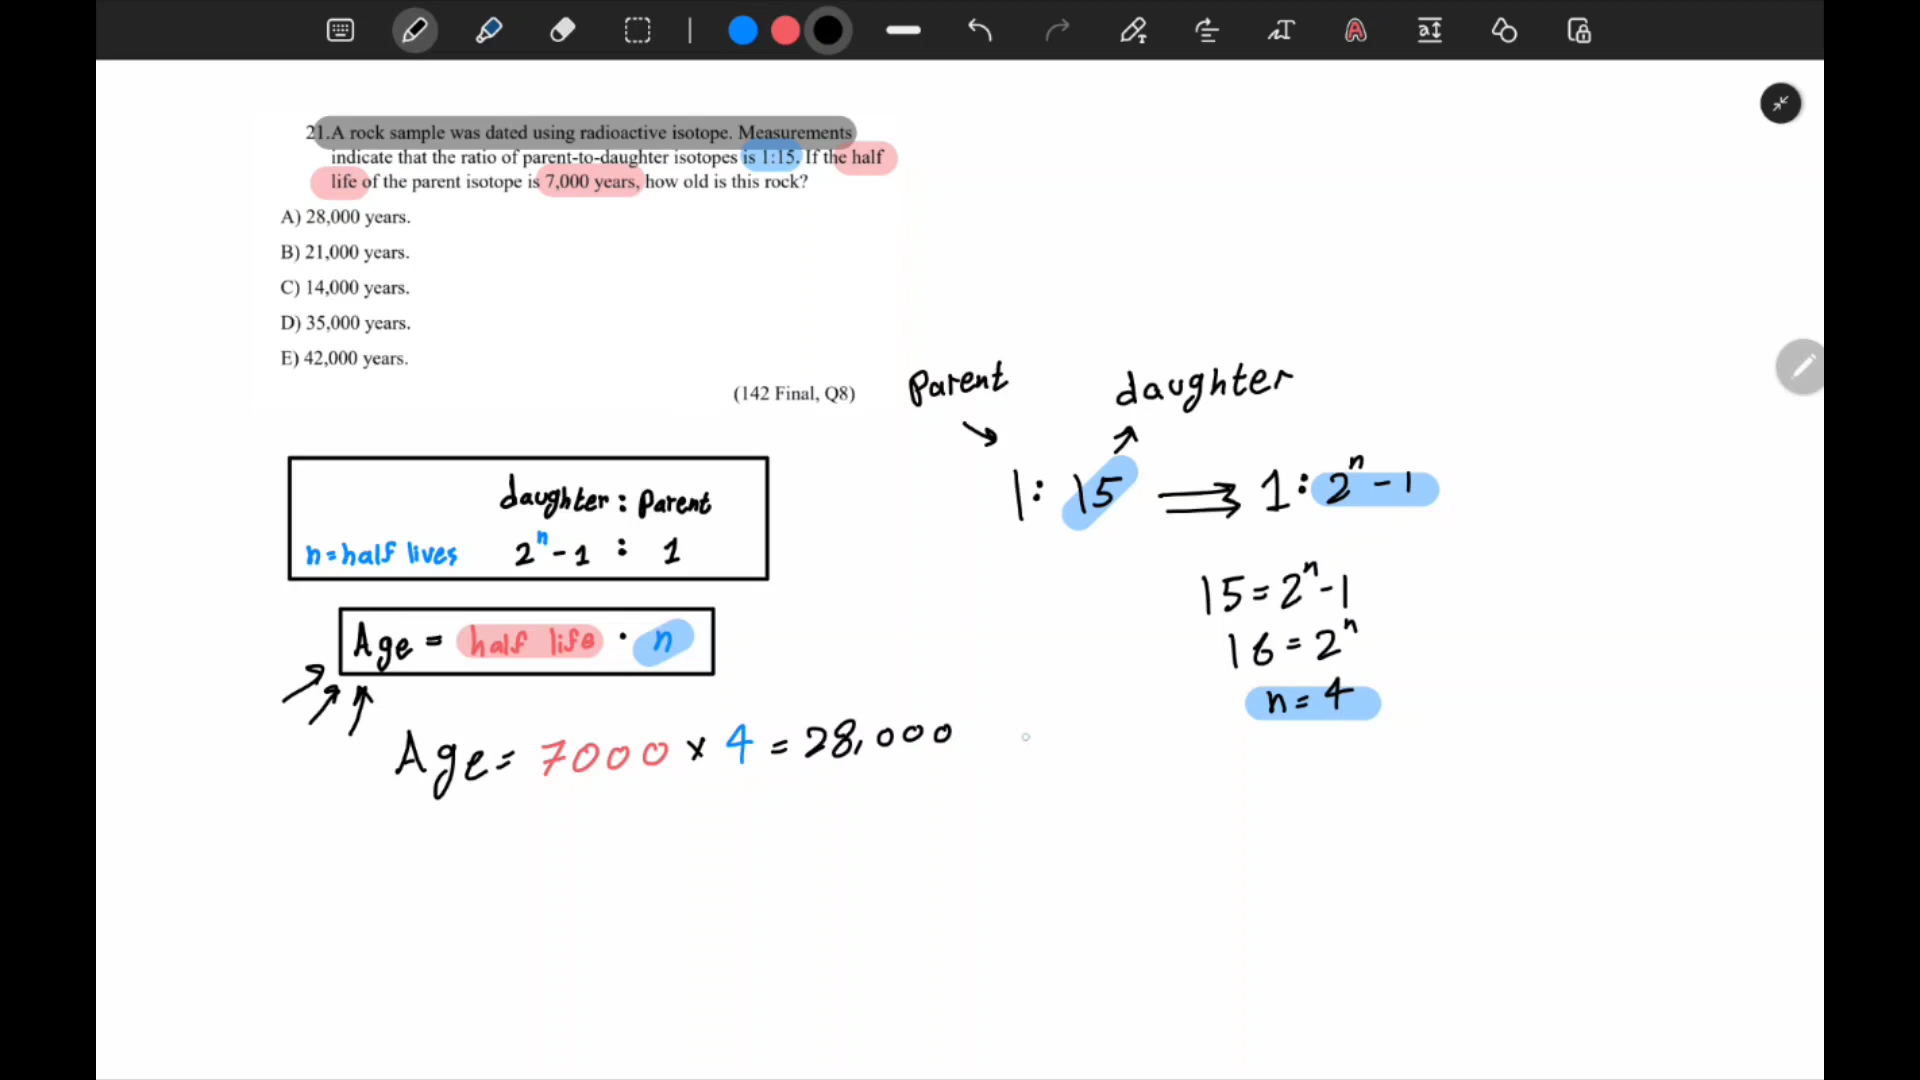 21.A rock sample was dated using radioactive isotope. Measurements
indicate that the ratio of parent-to-daughter isotopes is 1:15. If the half
life of the parent isotope is 7,000 years, how old is this rock?
A) 28,000 years.
B) 21,000 years.
C) 14,000 years.
D) 35,000 years.
E) 42,000 years.
(142 Final, Q8)
Parent daughter
1: 15 ⟹ 1:2ⁿ-1
15=2ⁿ-1
16=2ⁿ
n=4
daughter : Parent
n=half lives 2ⁿ-1 : 1
Age = half life · n
Age= 7000 × 4 = 28,000